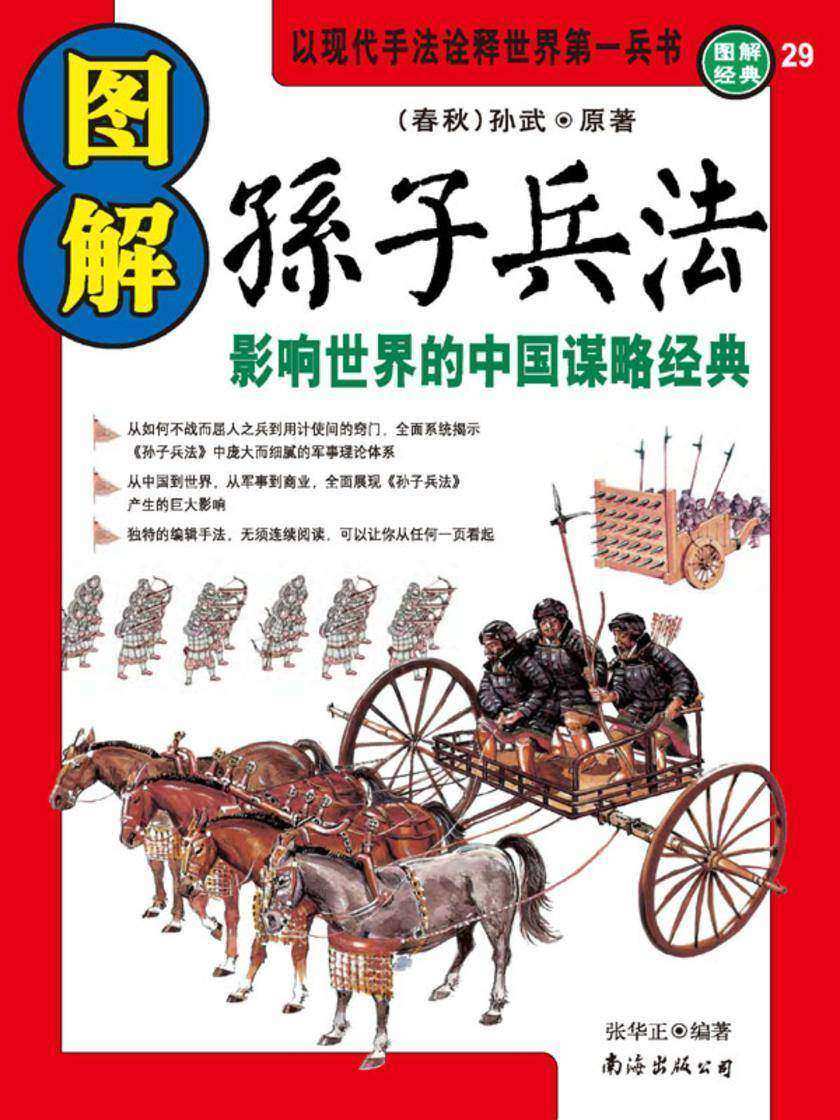 以现代手法诠释世界第一兵书
图解
经典
29
图解
（春秋）孙武⊙原著
孫子兵法
影响世界的中国谋略经典
从如何不战而屈人之兵到用计使间的窍门，全面系统揭示
《孙子兵法》中庞大而细腻的军事理论体系
从中国到世界，从军事到商业，全面展现《孙子兵法》
产生的巨大影响
独特的编辑手法，无须连续阅读，可以让你从任何一页看起
张华正⊙编著
南海出版公司